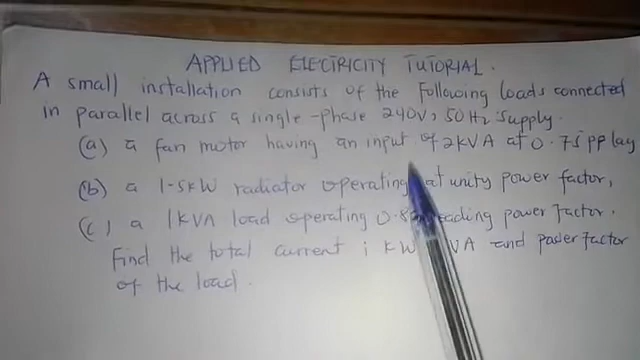 APPLIED ELECTRICITY TUTORIAL.
A small installation consists of the following loads connected
in parallel across a single-phase 240V, 50Hz supply.
(a) a fan motor having an input of 2kVA at 0.75 pp lag
(b) a 1.5kW radiator operating at unity power factor,
(c) a 1kVA load operating 0.8 leading power factor.
Find the total current i kW VA and power factor
of the load.